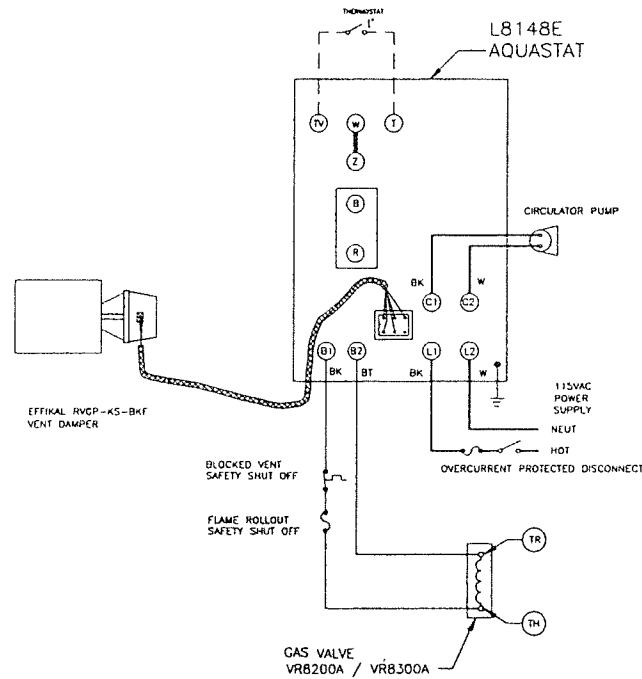 THERMOSTAT
1°
L8148E
AQUASTAT
TV
W
T
Z
B
R
CIRCULATOR PUMP
BK
W
C1
C2
B1
B2
L1
L2
BK
BT
BK
W
115VAC
POWER
SUPPLY
NEUT
HOT
OVERCURRENT PROTECTED DISCONNECT
EFFIKAL RVGP-KS-BKF
VENT DAMPER
BLOCKED VENT
SAFETY SHUT OFF
FLAME ROLLOUT
SAFETY SHUT OFF
TR
TH
GAS VALVE
VR8200A / VR8300A